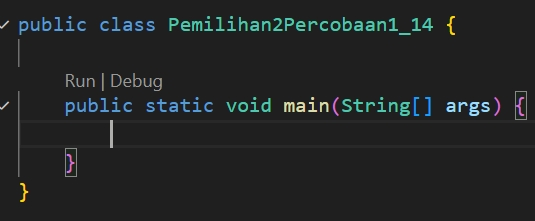 public class Pemilihan2Percobaan1_14 {
Run | Debug
public static void main(String[] args) {
}
}